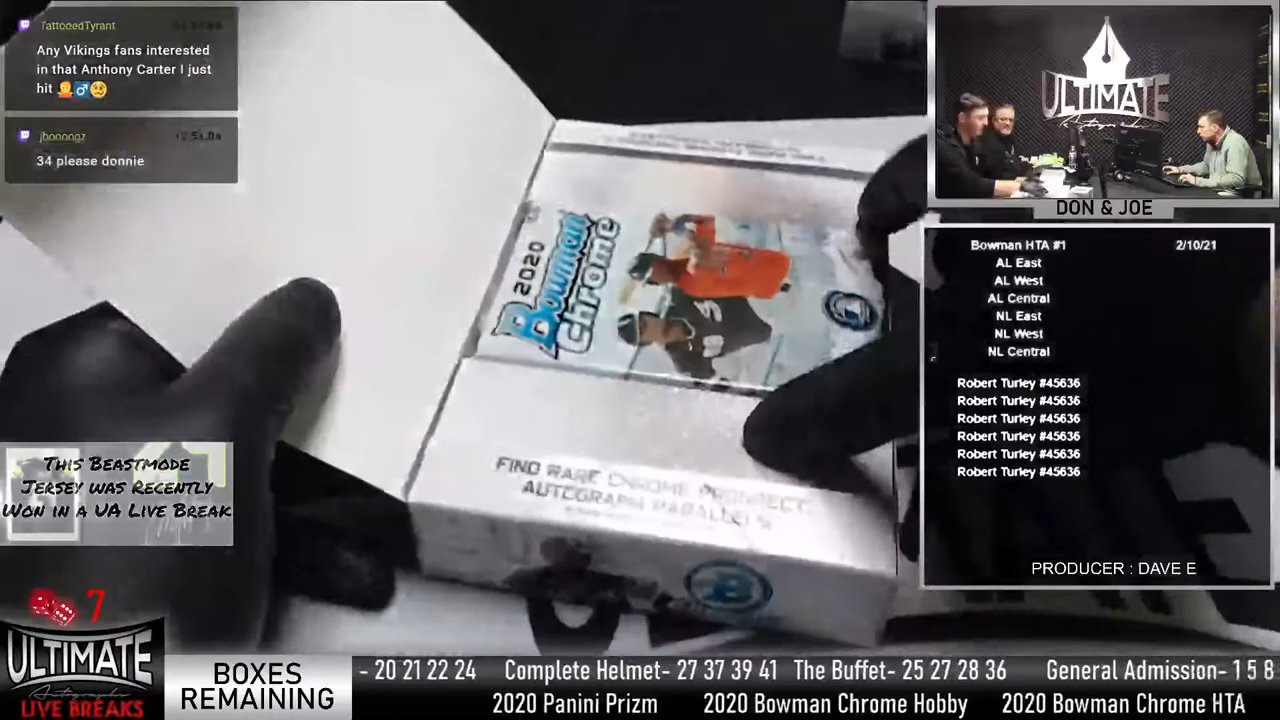 TattooedTyrant
Any Vikings fans interested
in that Anthony Carter I just
hit
jbonongz
34 please donnie
ULTIMATE
Autographs
DON & JOE
2020
Bowman
Chrome
FIND RARE CHROME PROSPECT
AUTOGRAPH PARALLELS
B
Bowman HTA #1 2/10/21
AL East
AL West
AL Central
NL East
NL West
NL Central
Robert Turley #45636
Robert Turley #45636
Robert Turley #45636
Robert Turley #45636
Robert Turley #45636
Robert Turley #45636
PRODUCER : DAVE E
This Beastmode
Jersey was Recently
Won in a UA Live Break
7
ULTIMATE
Autographs
LIVE BREAKS
BOXES
REMAINING
- 20 21 22 24 Complete Helmet- 27 37 39 41 The Buffet- 25 27 28 36 General Admission- 1 5 8
2020 Panini Prizm 2020 Bowman Chrome Hobby 2020 Bowman Chrome HTA